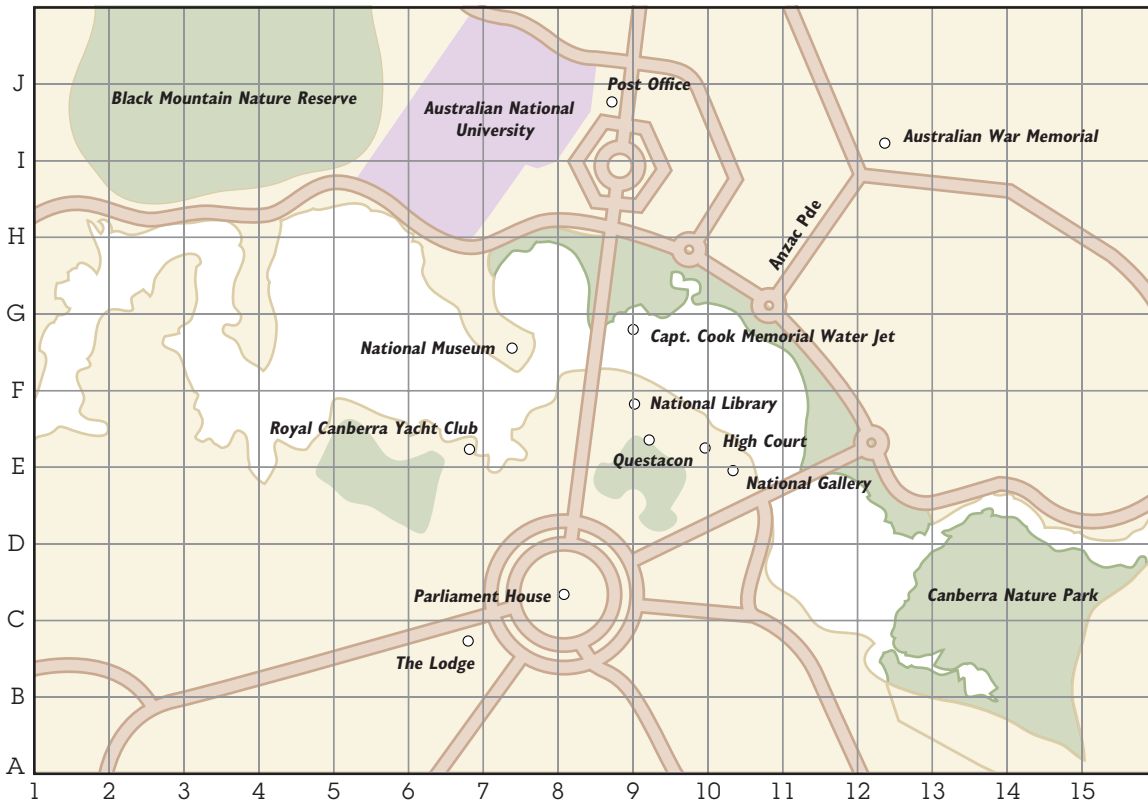 J
Post Office
Black Mountain Nature Reserve
Australian National
University
Australian War Memorial
I
Anzac Pde
H
G
Capt. Cook Memorial Water Jet
National Museum
F
National Library
Royal Canberra Yacht Club
High Court
Questacon
E
National Gallery
D
Parliament House
Canberra Nature Park
C
The Lodge
B
A
1 2 3 4 5 6 7 8 9 10 11 12 13 14 15